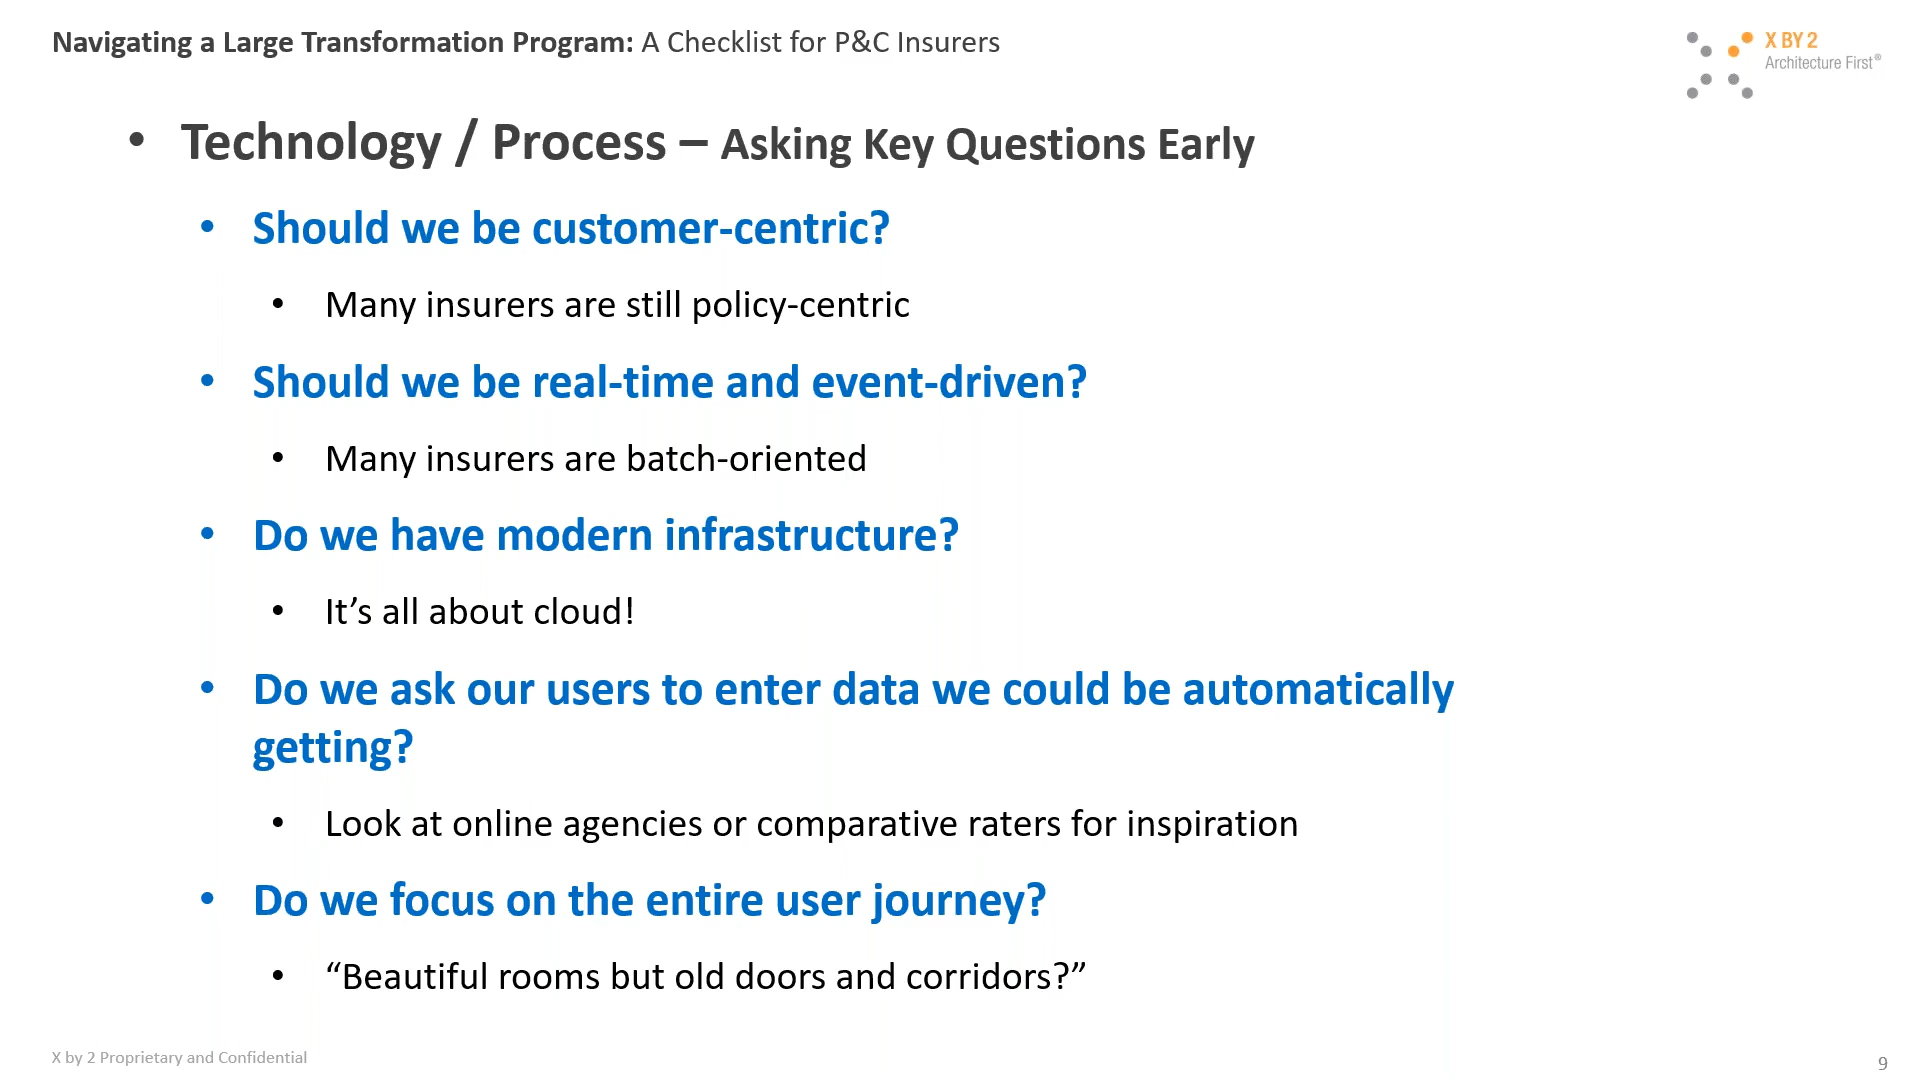 Navigating a Large Transformation Program: A Checklist for P&C Insurers
X BY 2
Architecture First®
• Technology / Process – Asking Key Questions Early
• Should we be customer-centric?
• Many insurers are still policy-centric
• Should we be real-time and event-driven?
• Many insurers are batch-oriented
• Do we have modern infrastructure?
• It’s all about cloud!
• Do we ask our users to enter data we could be automatically
getting?
• Look at online agencies or comparative raters for inspiration
• Do we focus on the entire user journey?
• “Beautiful rooms but old doors and corridors?”
X by 2 Proprietary and Confidential
9